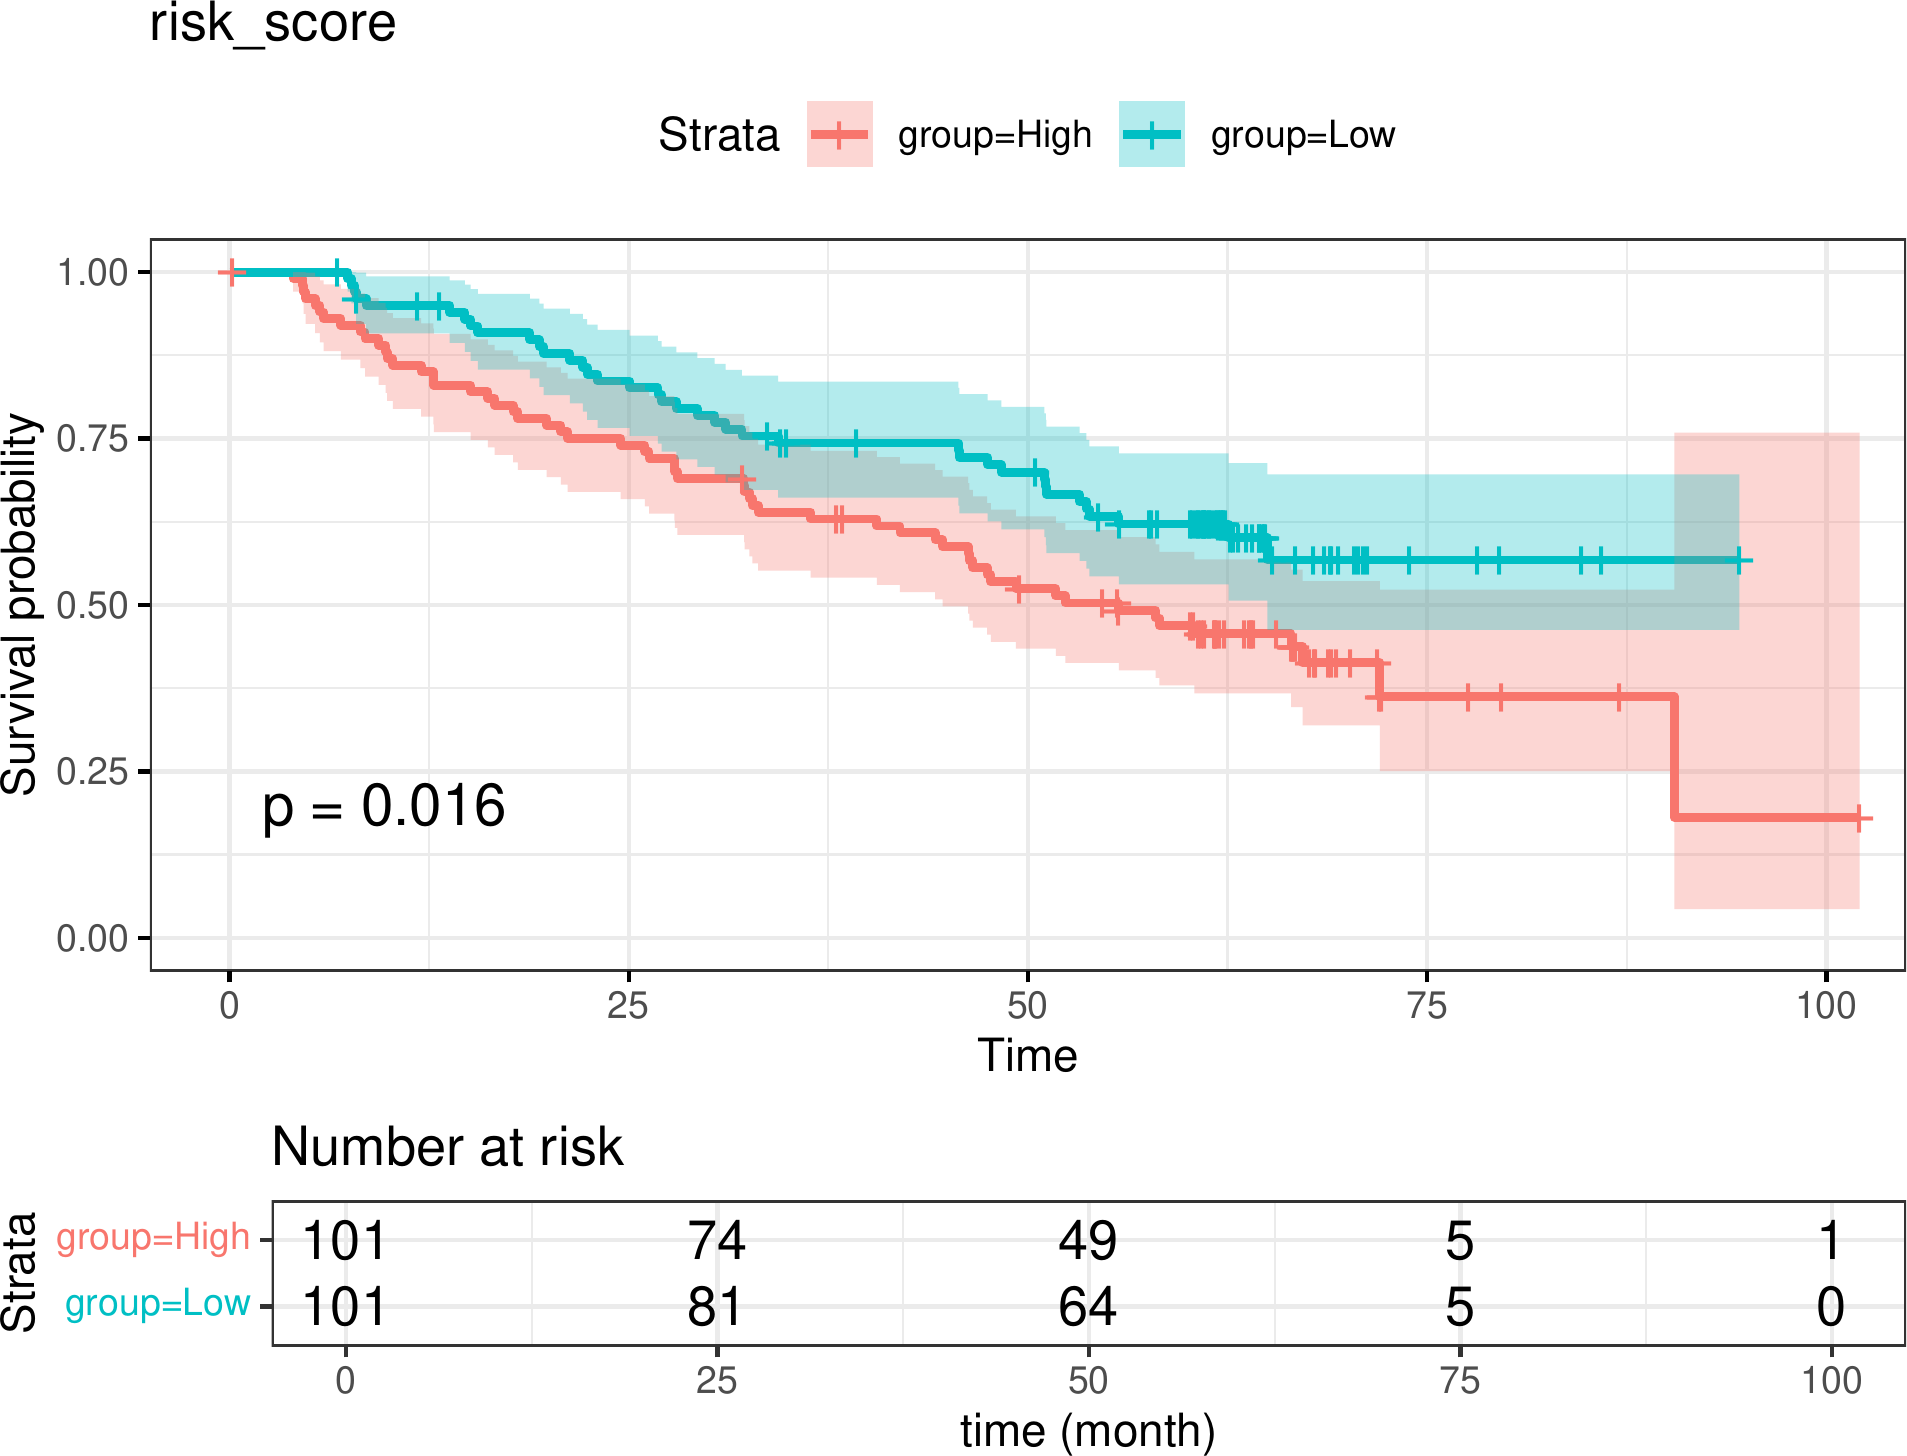 risk_score
Strata group=High group=Low
Survival probability
1.00
0.75
0.50
0.25
0.00
p = 0.016
0 25 50 75 100
Time
Number at risk
Strata
group=High 101 74 49 5 1
group=Low 101 81 64 5 0
0 25 50 75 100
time (month)